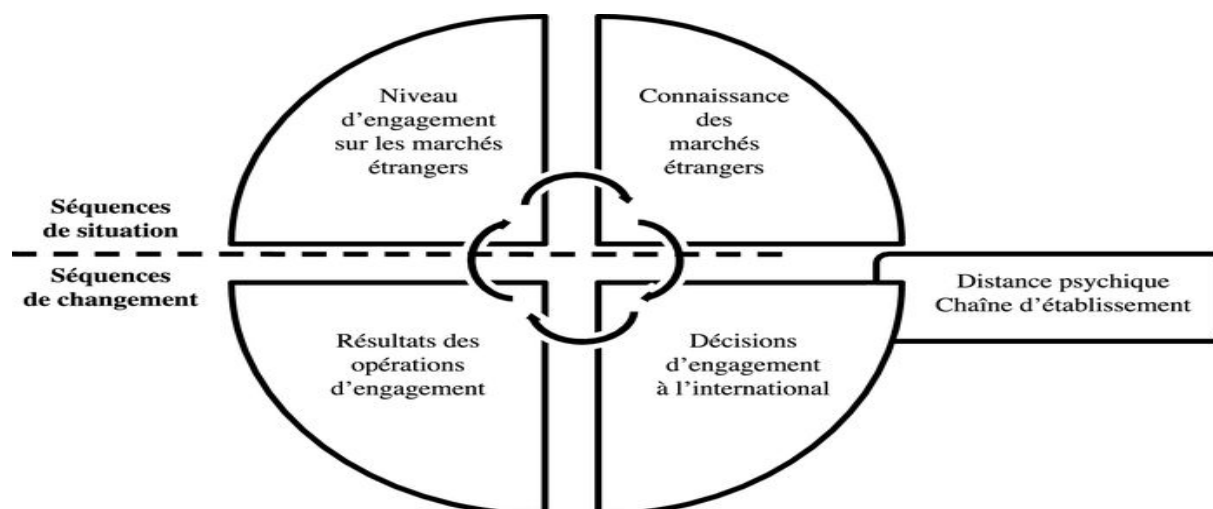 Niveau
d'engagement
sur les marchés
étrangers
Connaissance
des
marchés
étrangers
Séquences
de situation
Séquences
de changement
Distance psychique
Chaîne d'établissement
Résultats des
opérations
d'engagement
Décisions
d'engagement
à l'international